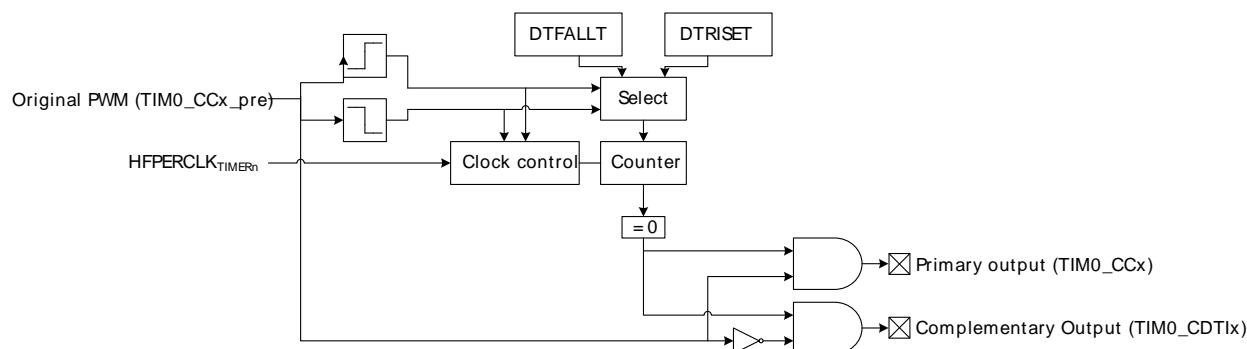 DTFALLT
DTRISET
Original PWM (TIM0_CCx_pre)
Select
HFPERCLKTIMERn
Clock control
Counter
= 0
Primary output (TIM0_CCx)
Complementary Output (TIM0_CDTIx)